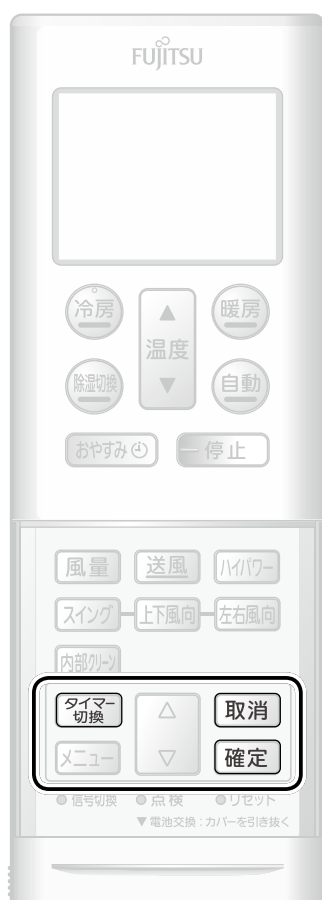 FUJITSU
冷房 ▲ 暖房
温度
除湿切換 ▼ 自動
おやすみ 停止
風量 送風 ハイパワー
スイング 上下風向 左右風向
内部クリーン
タイマー切換 △ 取消
メニュー ▽ 確定
信号切換 点検 リセット
▼電池交換:カバーを引き抜く